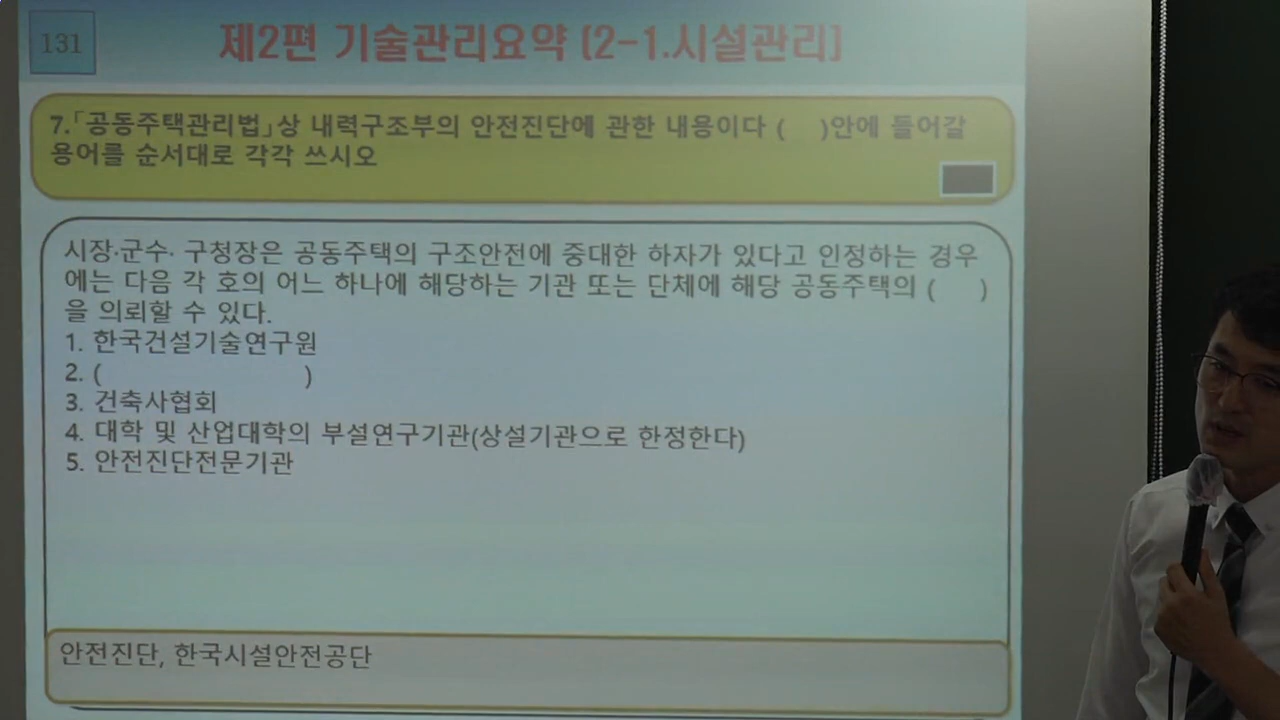 131
제2편 기술관리요약 [2-1.시설관리]
7.「공동주택관리법」상 내력구조부의 안전진단에 관한 내용이다 ( )안에 들어갈
용어를 순서대로 각각 쓰시오
시장·군수· 구청장은 공동주택의 구조안전에 중대한 하자가 있다고 인정하는 경우
에는 다음 각 호의 어느 하나에 해당하는 기관 또는 단체에 해당 공동주택의 ( )
을 의뢰할 수 있다.
1. 한국건설기술연구원
2. ( )
3. 건축사협회
4. 대학 및 산업대학의 부설연구기관(상설기관으로 한정한다)
5. 안전진단전문기관
안전진단, 한국시설안전공단